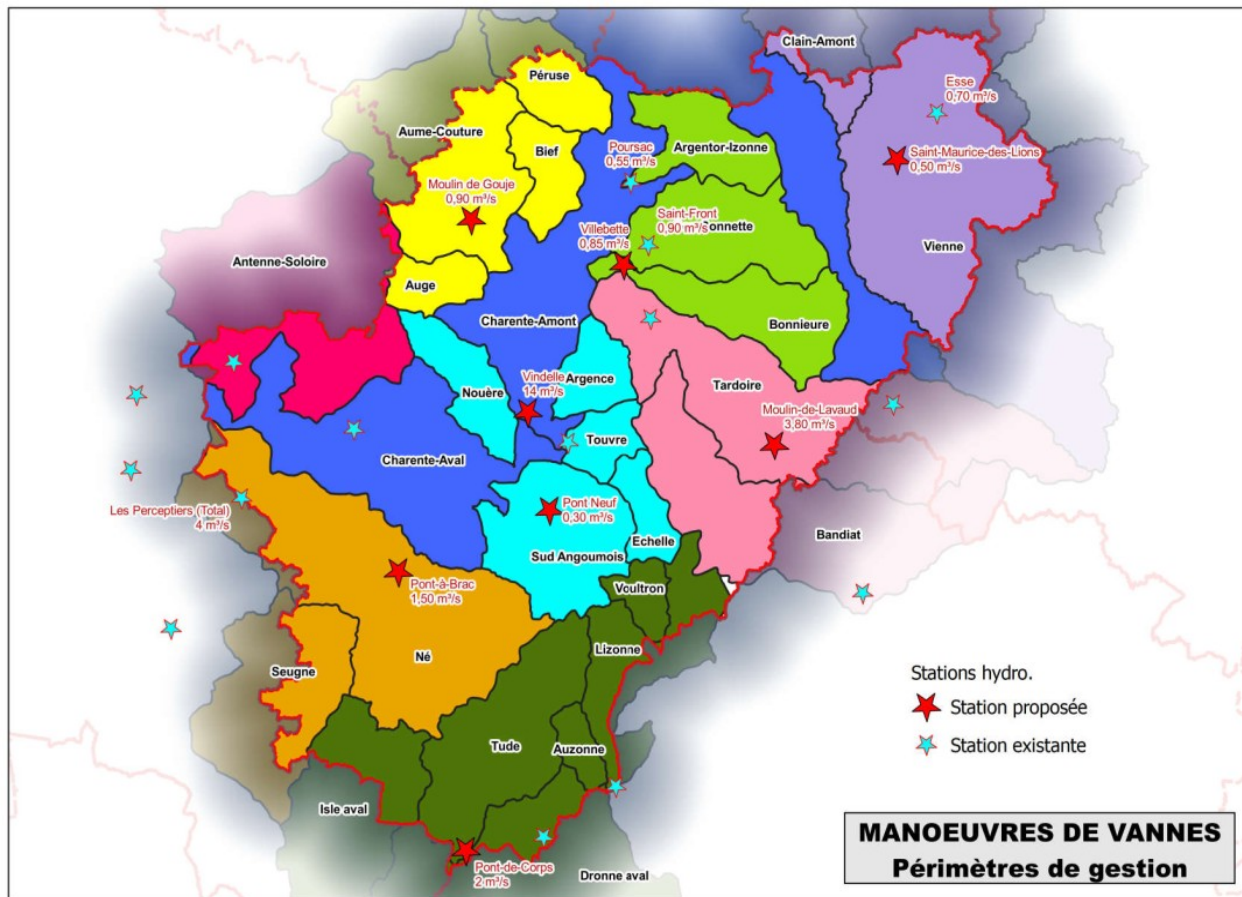 Clain-Amont
Péruse
Esse
0,70 m³/s
Aume-Couture
Bief
Poursac
0,55 m³/s
Argentor-Izonne
Saint-Maurice-des-Lions
0,50 m³/s
Moulin de Gouje
0,90 m³/s
Villebette
0,85 m³/s
Saint-Front
0,90 m³/s
onnette
Vienne
Antenne-Soloire
Auge
Charente-Amont
Bonnieure
Nouère
Vindelle
14 m³/s
Argence
Tardoire
Moulin-de-Lavaud
3,80 m³/s
Charente-Aval
Touvre
Les Perceptiers (Total)
4 m³/s
Pont Neuf
0,30 m³/s
Sud Angoumois
Echelle
Bandiat
Pont-à-Brac
1,50 m³/s
Voultron
Lizonne
Seugne
Né
Stations hydro.
Station proposée
Station existante
Tude
Auzonne
Isle aval
Pont-de-Corps
2 m³/s
Dronne aval
MANOEUVRES DE VANNES
Périmètres de gestion